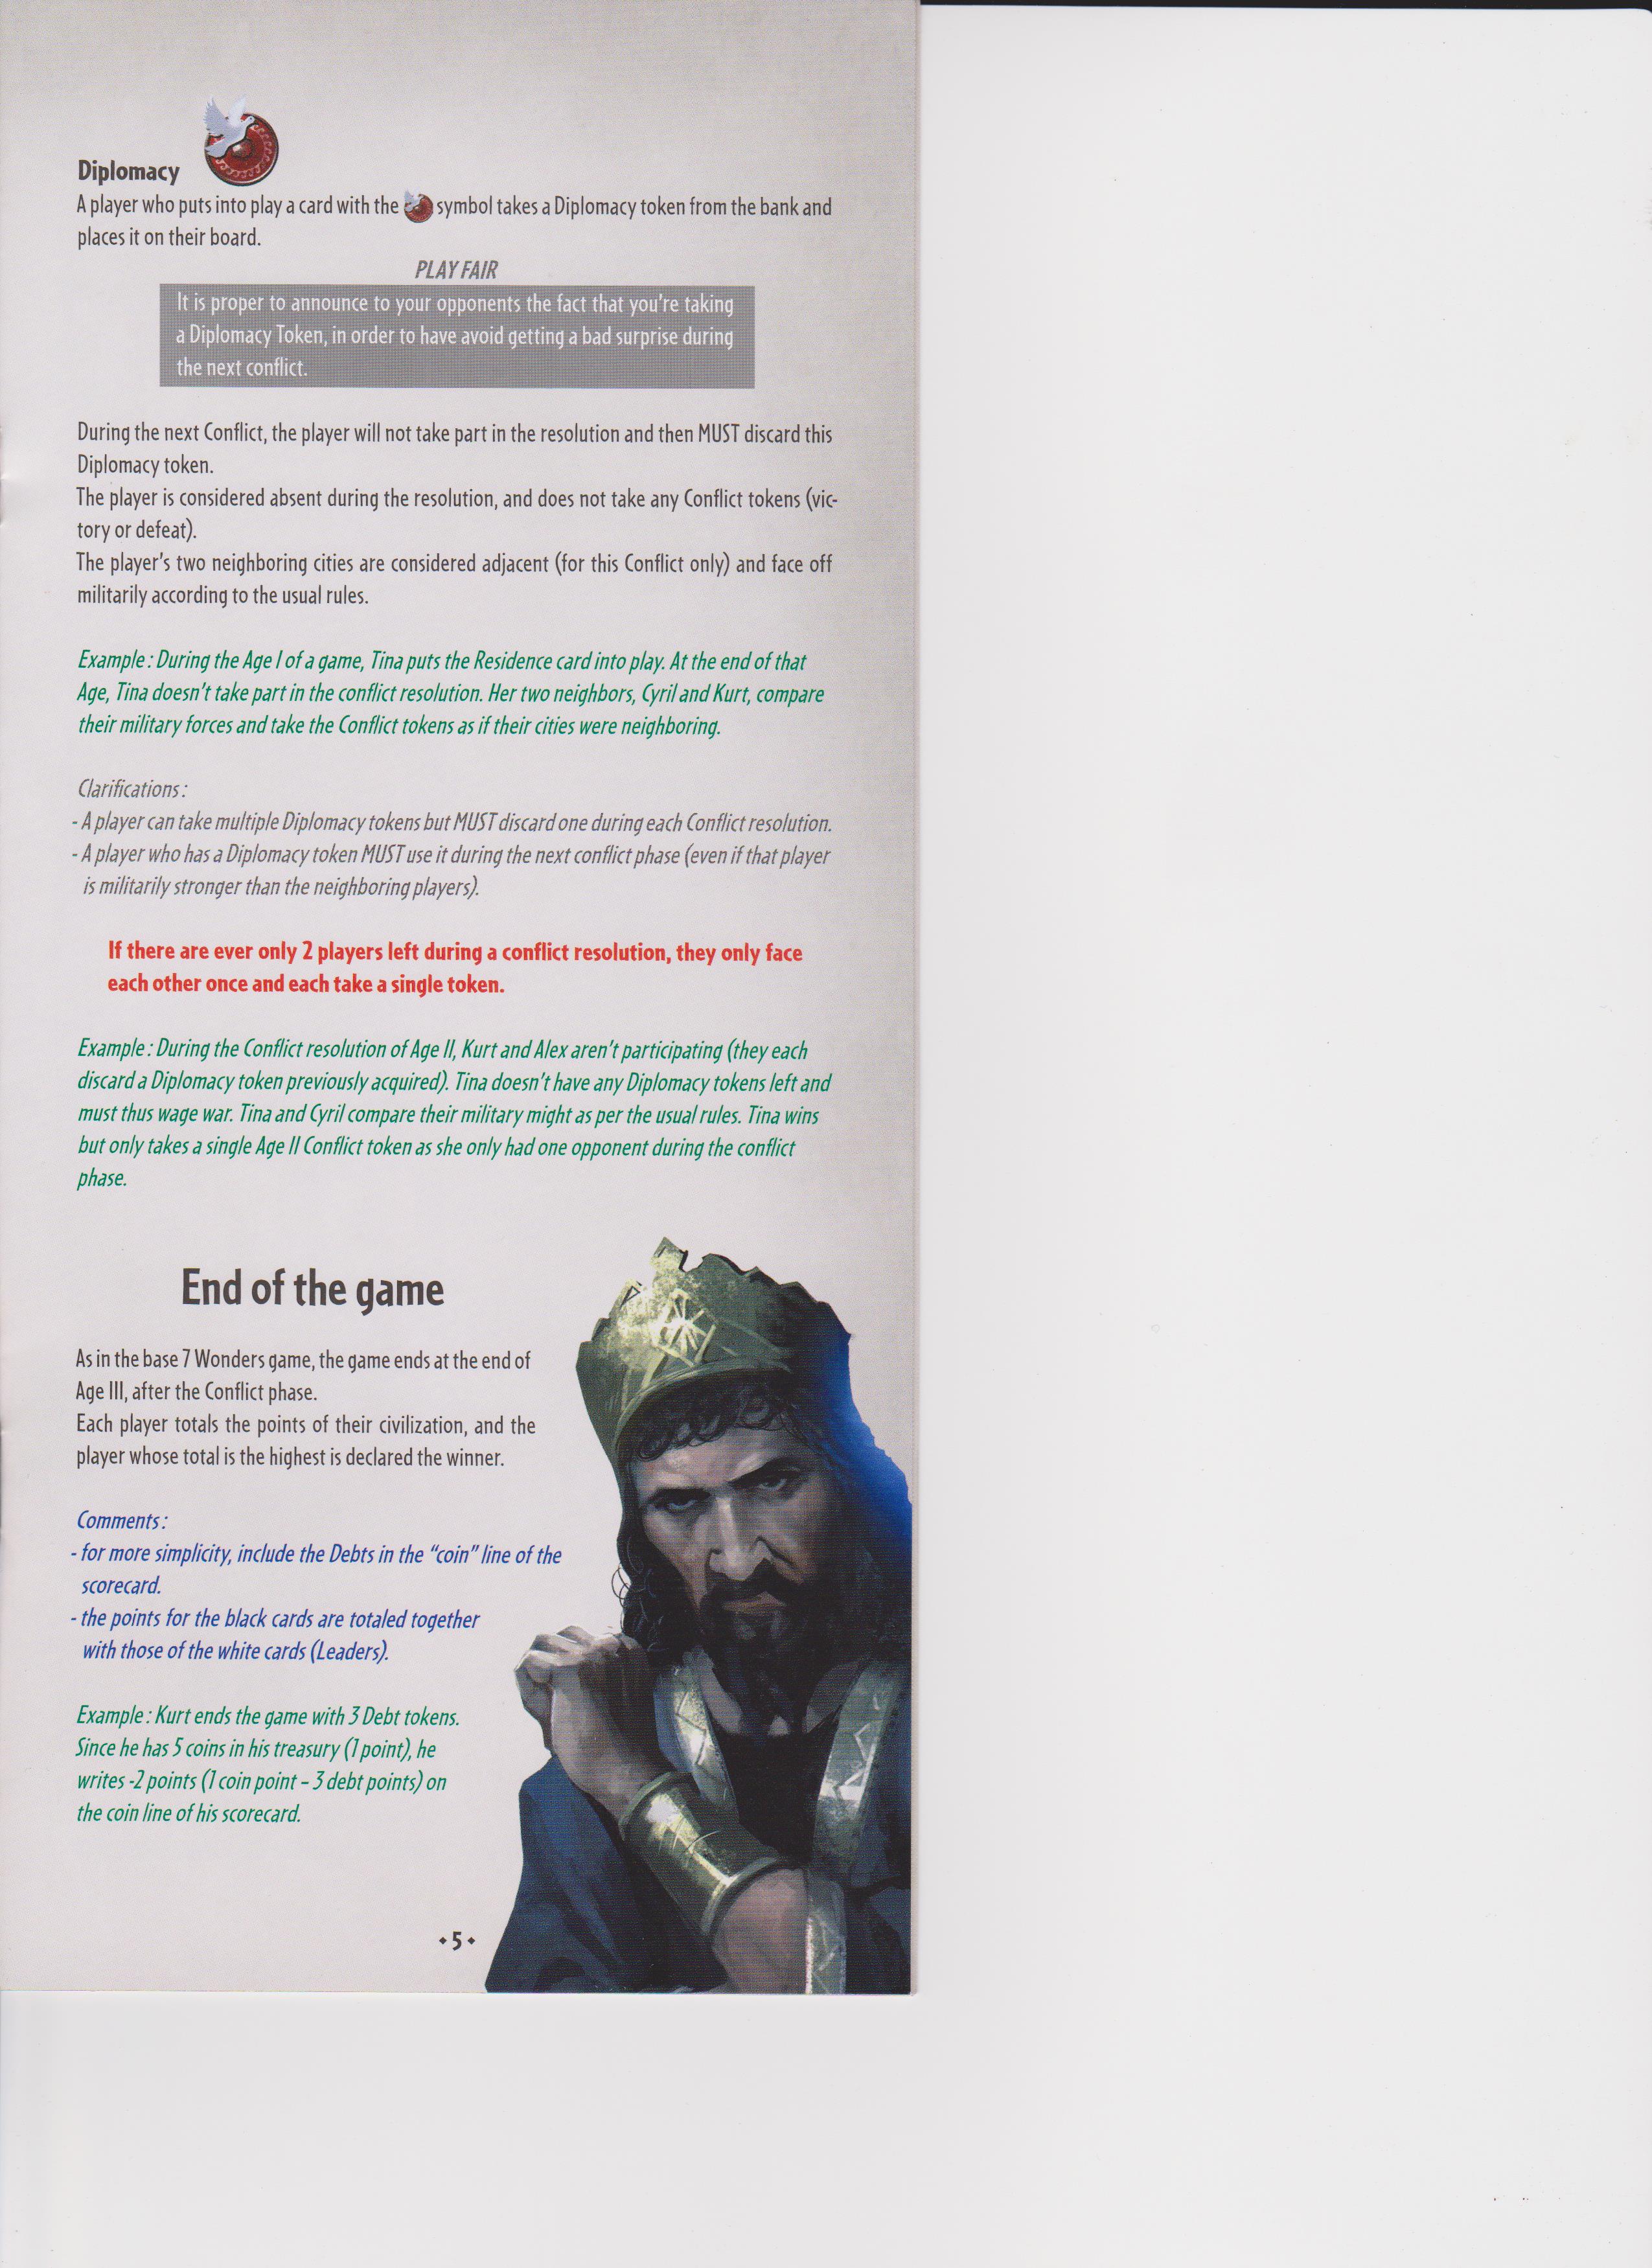 Diplomacy
A player who puts into play a card with the symbol takes a Diplomacy token from the bank and
places it on their board.
PLAY FAIR
It is proper to announce to your opponents the fact that you're taking
a Diplomacy Token, in order to have avoid getting a bad surprise during
the next conflict.
During the next Conflict, the player will not take part in the resolution and then MUST discard this
Diplomacy token.
The player is considered absent during the resolution, and does not take any Conflict tokens (vic-
tory or defeat).
The player's two neighboring cities are considered adjacent (for this Conflict only) and face off
militarily according to the usual rules.
Example : During the Age I of a game, Tina puts the Residence card into play. At the end of that
Age, Tina doesn't take part in the conflict resolution. Her two neighbors, Cyril and Kurt, compare
their military forces and take the Conflict tokens as if their cities were neighboring.
Clarifications :
- A player can take multiple Diplomacy tokens but MUST discard one during each Conflict resolution.
- A player who has a Diplomacy token MUST use it during the next conflict phase (even if that player
is militarily stronger than the neighboring players).
If there are ever only 2 players left during a conflict resolution, they only face
each other once and each take a single token.
Example : During the Conflict resolution of Age II, Kurt and Alex aren't participating (they each
discard a Diplomacy token previously acquired). Tina doesn't have any Diplomacy tokens left and
must thus wage war. Tina and Cyril compare their military might as per the usual rules. Tina wins
but only takes a single Age II Conflict token as she only had one opponent during the conflict
phase.
End of the game
As in the base 7 Wonders game, the game ends at the end of
Age III, after the Conflict phase.
Each player totals the points of their civilization, and the
player whose total is the highest is declared the winner.
Comments :
- for more simplicity, include the Debts in the "coin" line of the
scorecard.
- the points for the black cards are totaled together
with those of the white cards (Leaders).
Example : Kurt ends the game with 3 Debt tokens.
Since he has 5 coins in his treasury (1 point), he
writes -2 points (1 coin point – 3 debt points) on
the coin line of his scorecard.
• 5 •